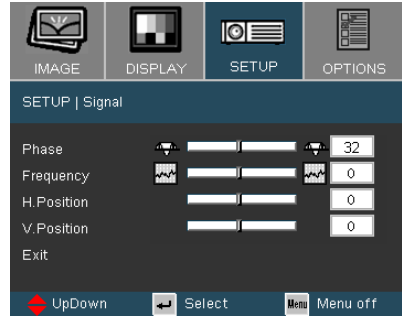 IMAGE DISPLAY SETUP OPTIONS
SETUP | Signal
Phase 32
Frequency 0
H.Position 0
V.Position 0
Exit
UpDown Select Menu Menu off